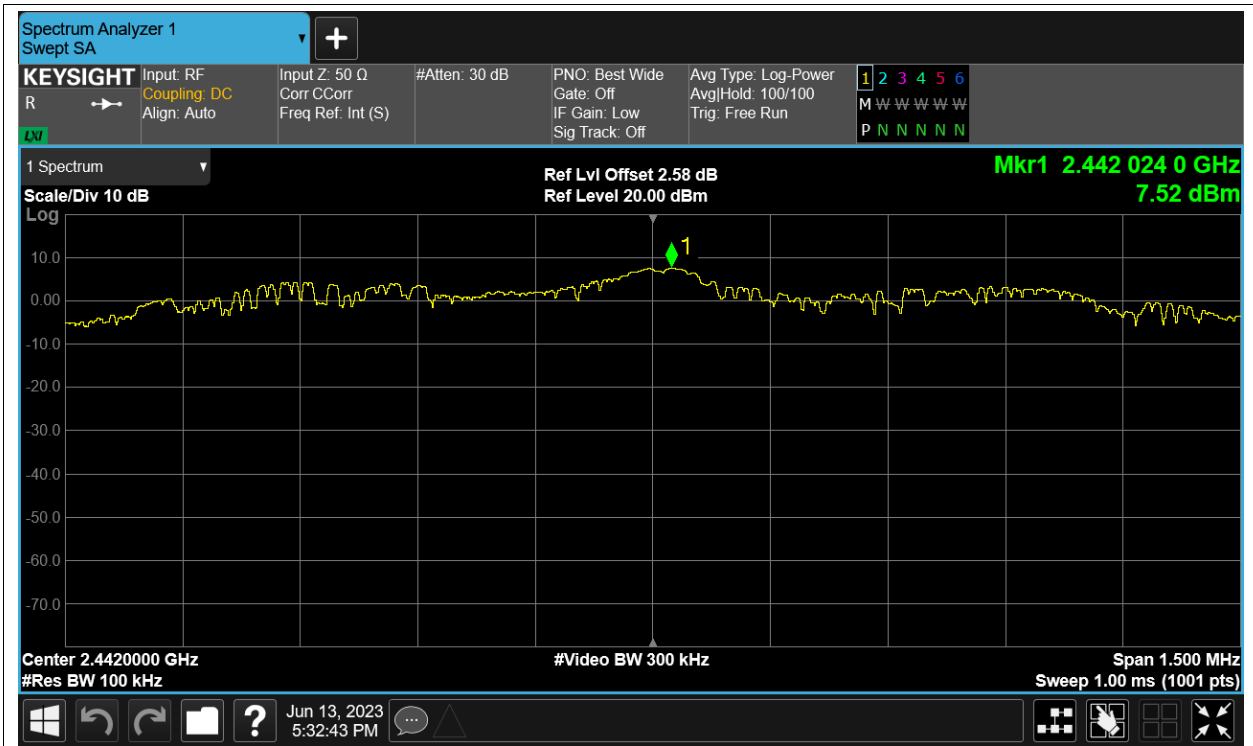 Spectrum Analyzer 1
Swept SA
+
KEYSIGHT
R
LXI
Input: RF
Coupling: DC
Align: Auto
Input Z: 50 Ω
Corr CCorr
Freq Ref: Int (S)
#Atten: 30 dB
PNO: Best Wide
Gate: Off
IF Gain: Low
Sig Track: Off
Avg Type: Log-Power
Avg|Hold: 100/100
Trig: Free Run
1 2 3 4 5 6
M W W W W W
P N N N N N
1 Spectrum
Scale/Div 10 dB
Log
Ref Lvl Offset 2.58 dB
Ref Level 20.00 dBm
Mkr1 2.442 024 0 GHz
7.52 dBm
1
10.0
0.00
-10.0
-20.0
-30.0
-40.0
-50.0
-60.0
-70.0
Center 2.4420000 GHz
#Res BW 100 kHz
#Video BW 300 kHz
Span 1.500 MHz
Sweep 1.00 ms (1001 pts)
?
Jun 13, 2023
5:32:43 PM